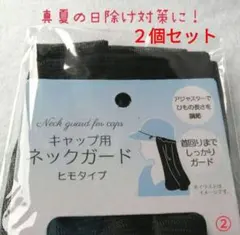 真夏の日除け対策に！
２個セット
Neck guard for caps
キャップ用
ネックガード
ヒモタイプ
アジャスターで
ひもの長さを
調節
首回りまで
しっかり
ガード
②